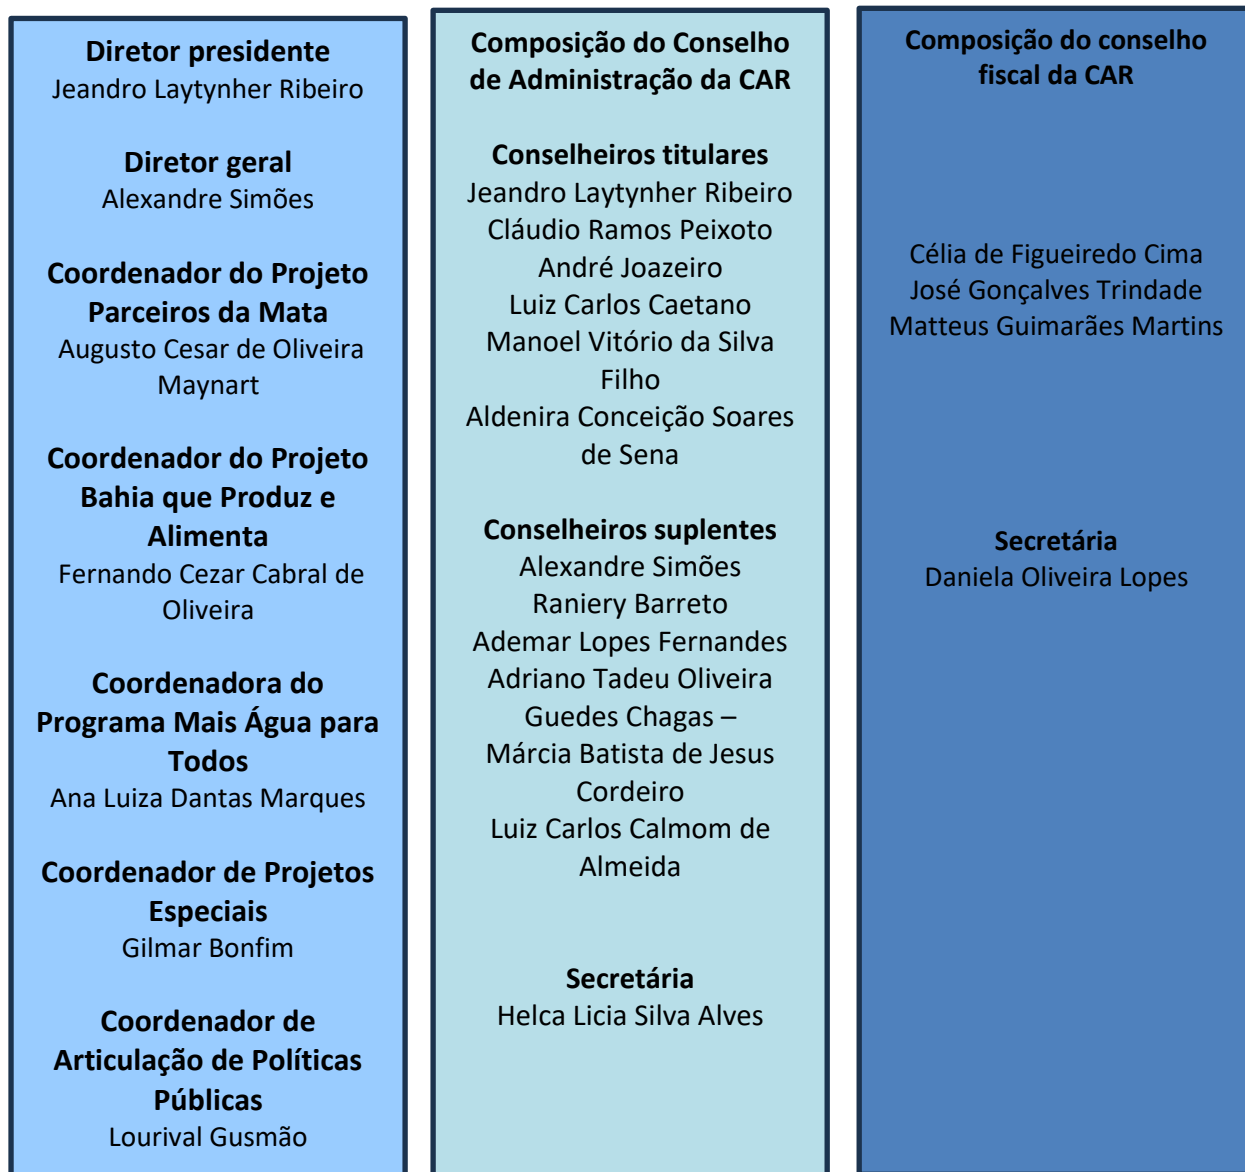 Diretor presidente
Jeandro Laytynher Ribeiro
Diretor geral
Alexandre Simões
Coordenador do Projeto
Parceiros da Mata
Augusto Cesar de Oliveira
Maynart
Coordenador do Projeto
Bahia que Produz e
Alimenta
Fernando Cezar Cabral de
Oliveira
Coordenadora do
Programa Mais Água para
Todos
Ana Luiza Dantas Marques
Coordenador de Projetos
Especiais
Gilmar Bonfim
Coordenador de
Articulação de Políticas
Públicas
Lourival Gusmão
Composição do Conselho
de Administração da CAR
Conselheiros titulares
Jeandro Laytynher Ribeiro
Cláudio Ramos Peixoto
André Joazeiro
Luiz Carlos Caetano
Manoel Vitório da Silva
Filho
Aldenira Conceição Soares
de Sena
Conselheiros suplentes
Alexandre Simões
Raniery Barreto
Ademar Lopes Fernandes
Adriano Tadeu Oliveira
Guedes Chagas –
Márcia Batista de Jesus
Cordeiro
Luiz Carlos Calmom de
Almeida
Secretária
Helca Licia Silva Alves
Composição do conselho
fiscal da CAR
Célia de Figueiredo Cima
José Gonçalves Trindade
Matteus Guimarães Martins
Secretária
Daniela Oliveira Lopes